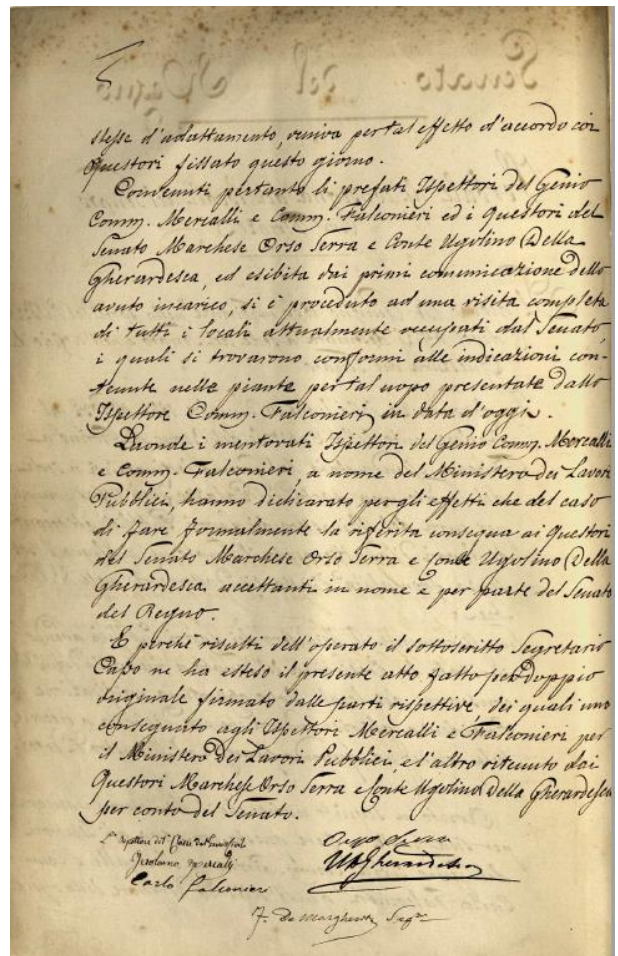 stesse d'adattamento, veniva per tal effetto d'accordo coi
Questori fissato questo giorno.
Convenuti pertanto li prefati Ispettori del Genio
Comm. Mercalli e Comm. Falconieri ed i Questori del
Senato Marchese Orso Serra e Conte Ugolino Della
Gherardesca, ed esibita dai primi comunicazione dello
avuto incarico, si è proceduto ad una visita completa
di tutti i locali attualmente occupati dal Senato,
i quali si trovarono conformi alle indicazioni con-
tenute nelle piante per tal uopo presentate dallo
Ispettore Comm. Falconieri in data d'oggi.
Laonde i mentovati Ispettori del Genio Comm. Mercalli
e Comm. Falconieri, a nome del Ministero dei Lavori
Pubblici, hanno dichiarato per gli effetti che del caso
di fare formalmente la riferita consegna ai Questori
del Senato Marchese Orso Serra e Conte Ugolino Della
Gherardesca accettanti in nome e per parte del Senato
del Regno.
E perchè risulti dell'operato il sottoscritto Segretario
Capo ne ha esteso il presente atto fatto per doppio
originale firmato dalle parti rispettive dei quali uno
consegnato agli Ispettori Mercalli e Falconieri per
il Ministero dei Lavori Pubblici, e l'altro ritenuto dai
Questori Marchese Orso Serra e Conte Ugolino Della Gherardesca
per conto del Senato.
Orso Serra
Mercalli
Ugherardesca
Carlo Falconieri